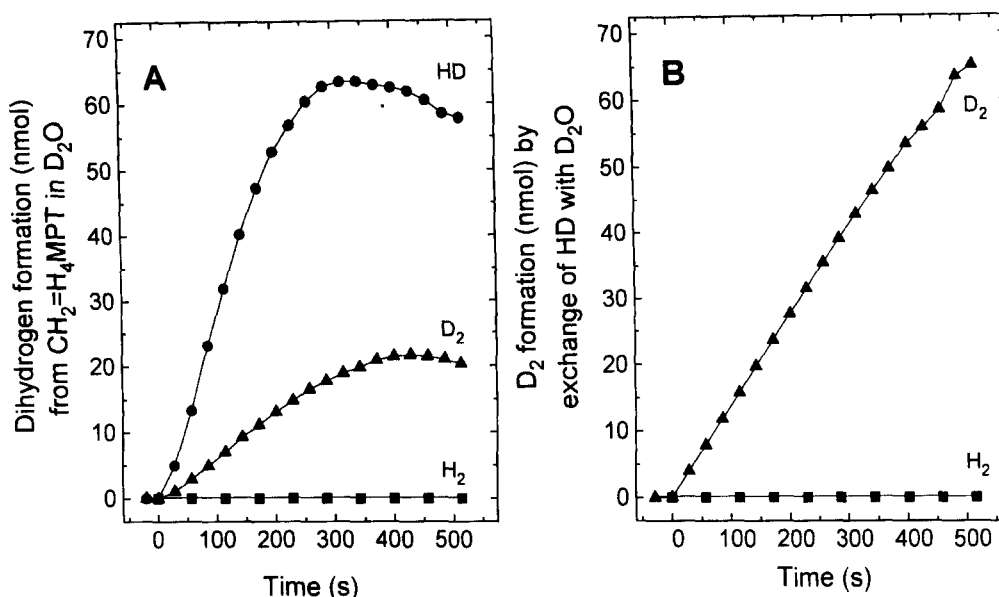 A
Dihydrogen formation (nmol)
from CH₂=H₄MPT in D₂O
70
60
50
40
30
20
10
0
HD
D₂
H₂
0 100 200 300 400 500
Time (s)
B
D₂ formation (nmol) by
exchange of HD with D₂O
70
60
50
40
30
20
10
0
D₂
H₂
0 100 200 300 400 500
Time (s)